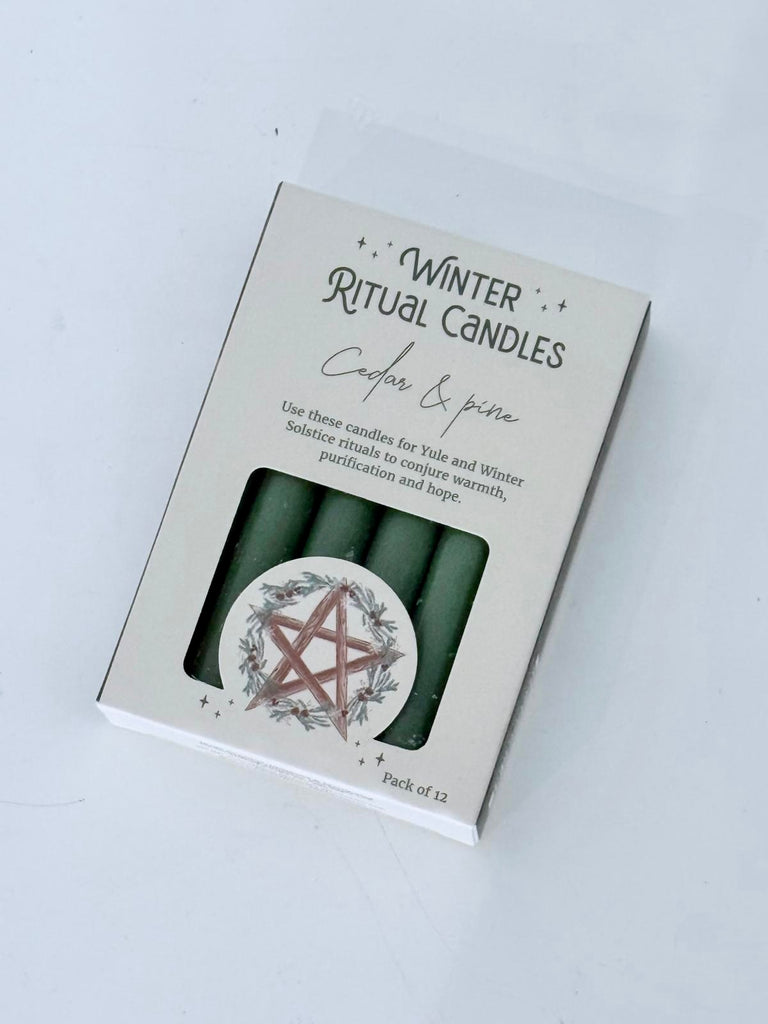 WINTER
RITUAL CANDLES
Cedar & pine
Use these candles for Yule and Winter
Solstice rituals to conjure warmth,
purification and hope.
Pack of 12